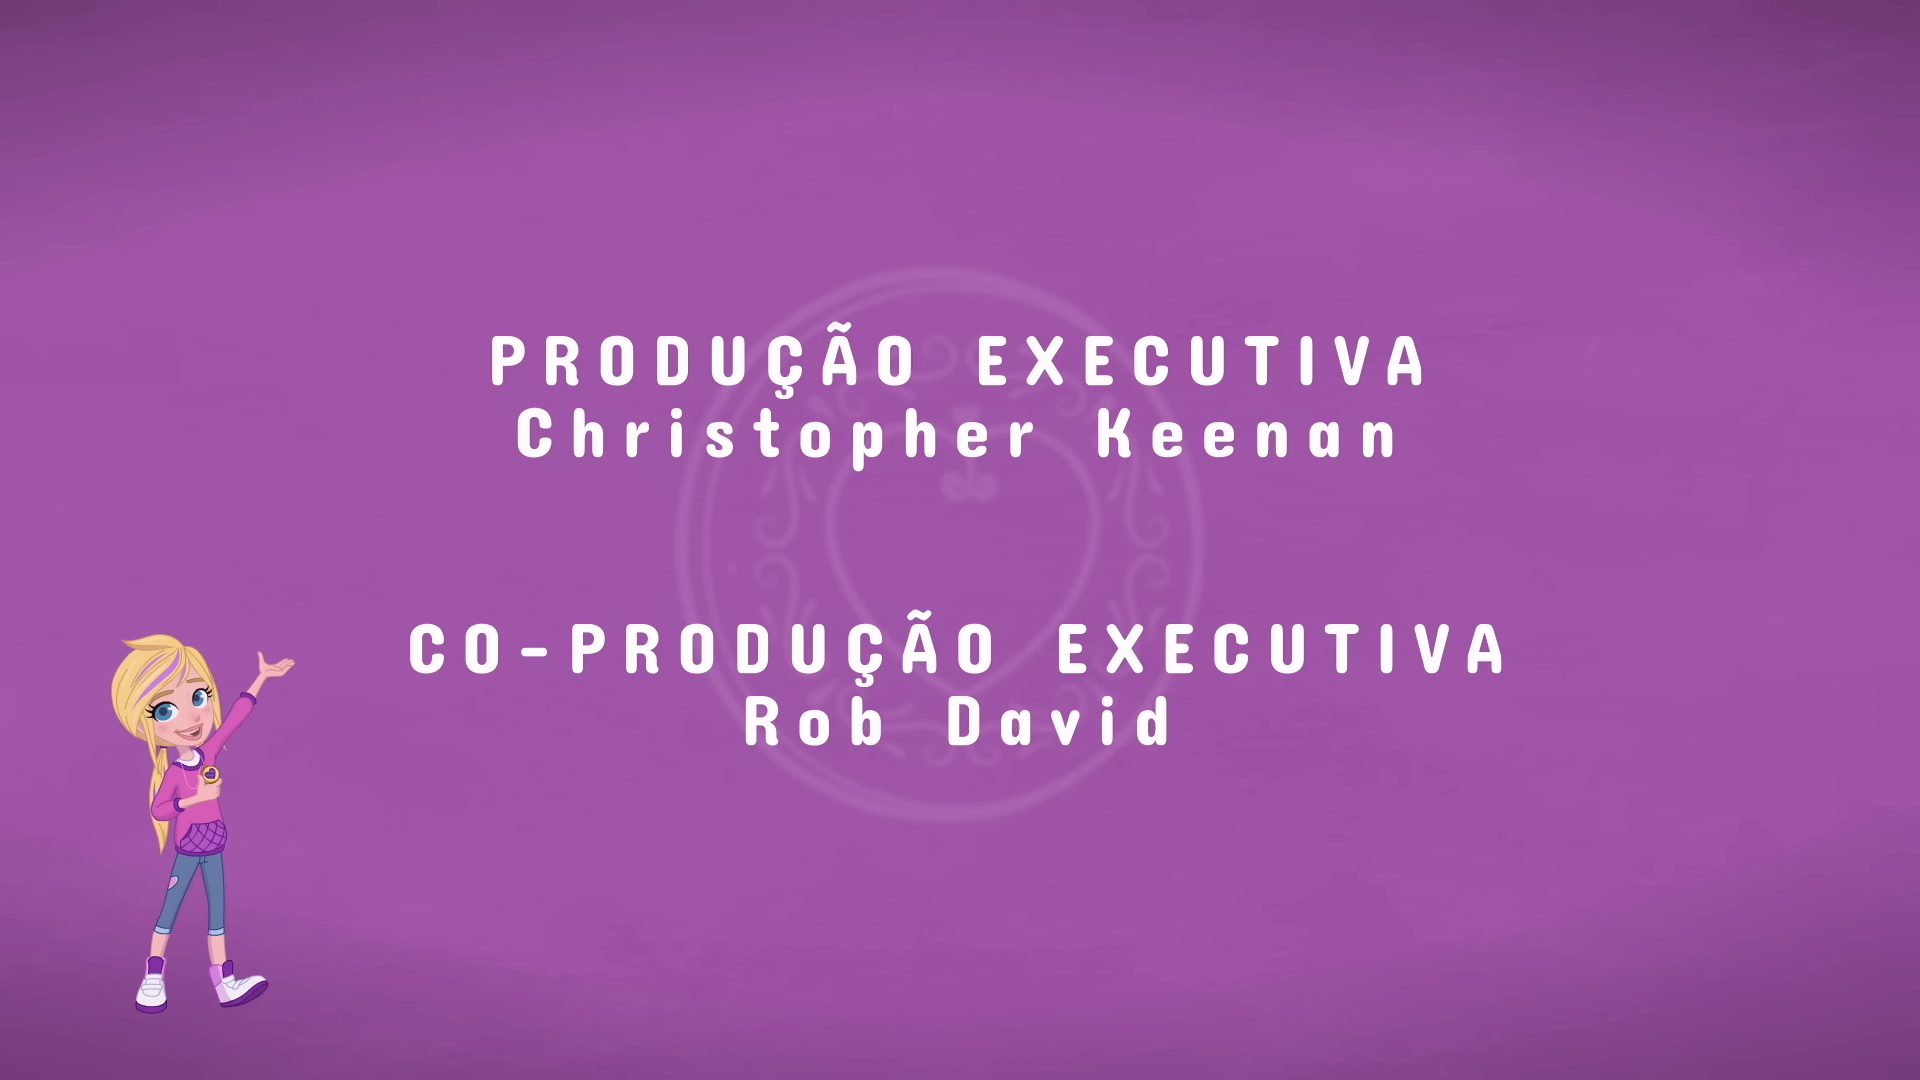 PRODUÇÃO EXECUTIVA
Christopher Keenan
CO-PRODUÇÃO EXECUTIVA
Rob David